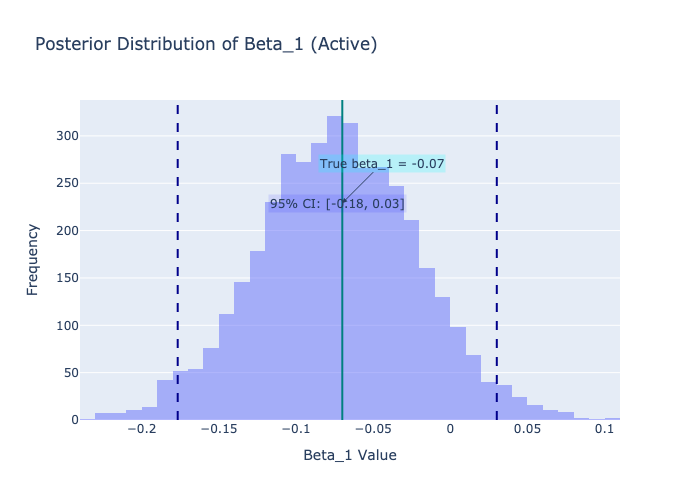 Posterior Distribution of Beta_1 (Active)
Frequency
300
250
200
150
100
50
0
True beta_1 = -0.07
95% CI: [-0.18, 0.03]
−0.2 −0.15 −0.1 −0.05 0 0.05 0.1
Beta_1 Value